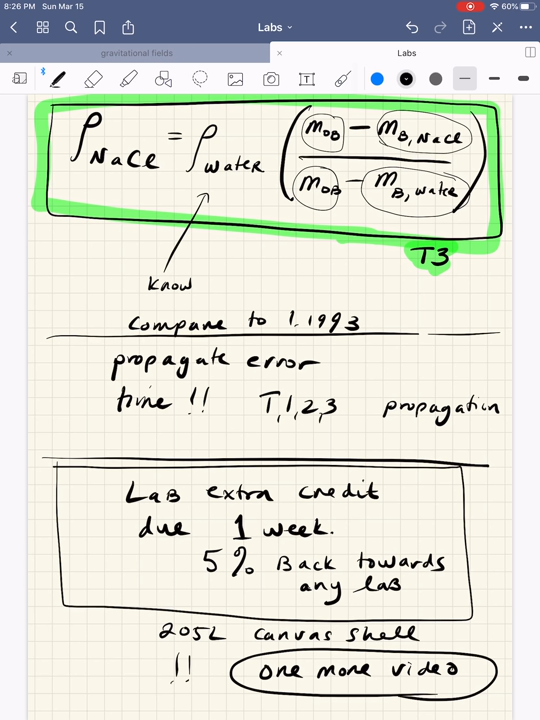 8:26 PM Sun Mar 15
60%
Labs
gravitational fields
Labs
ρNaCl = ρwater (mOB − mB, NaCl / mOB − mB, water)
T3
know
compare to 1.1993
propagate error
time !! T,1,2,3 propagation
Lab extra credit
due 1 week.
5% Back towards
any lab
205L canvas shell
!! one more video